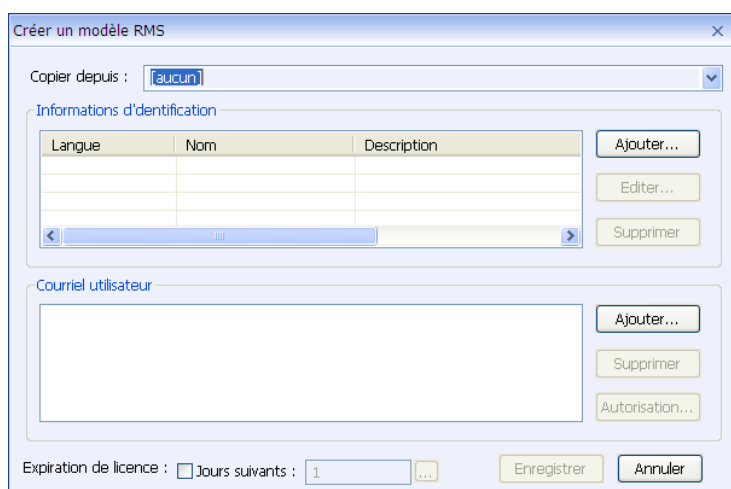 Créer un modèle RMS
Copier depuis : [aucun]
Informations d'dentification
Langue Nom Description Ajouter...
Editer...
Supprimer
Courriel utilisateur
Ajouter...
Supprimer
Autorisation...
Expiration de licence : Jours suivants : 1 ... Enregistrer Annuler